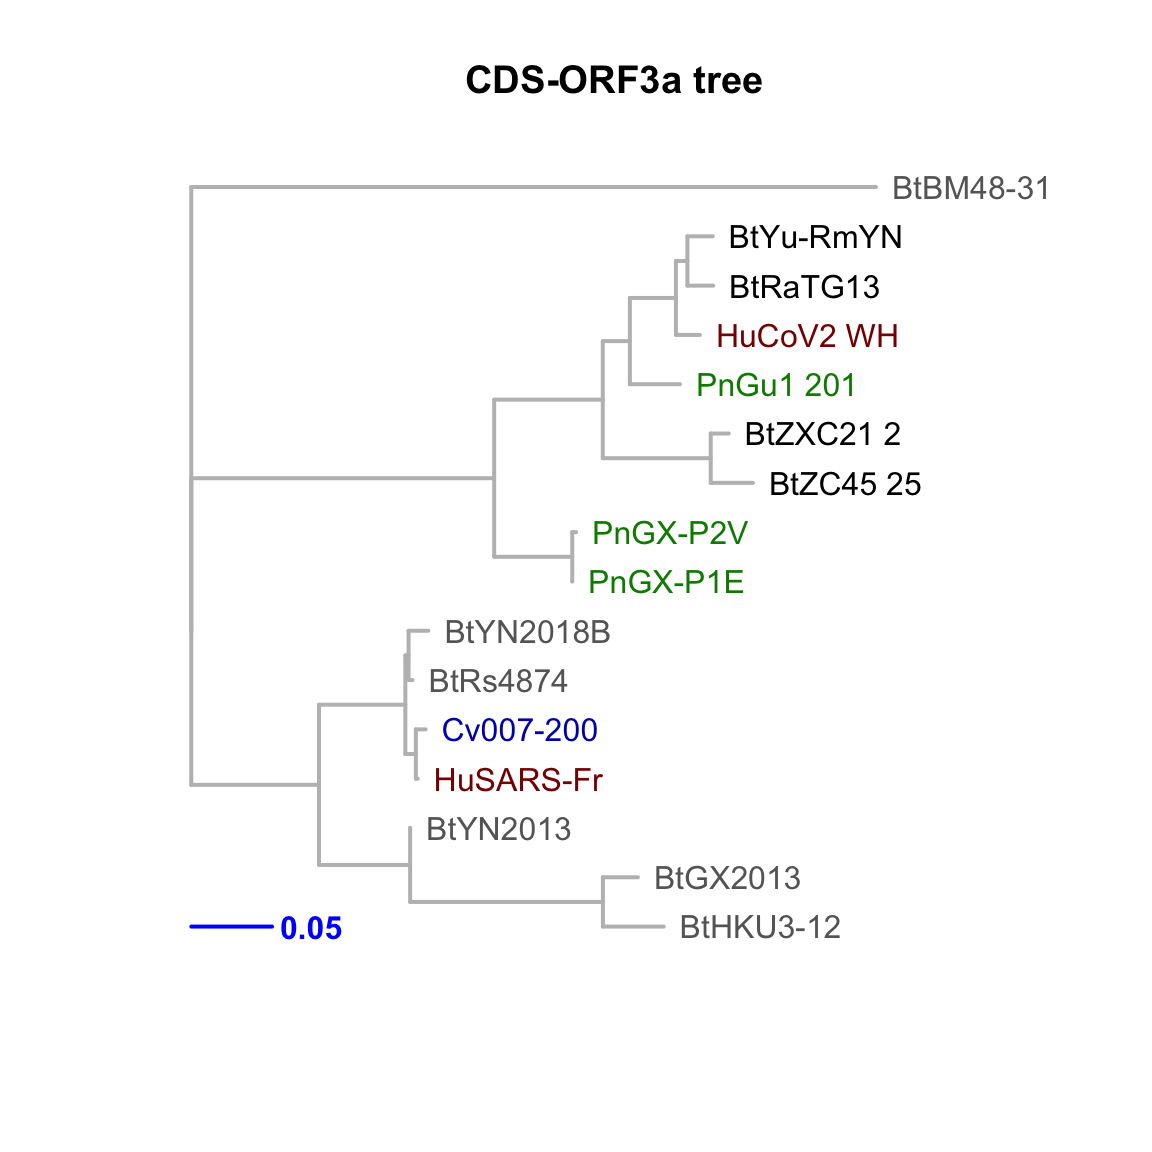 CDS-ORF3a tree
BtBM48-31
BtYu-RmYN
BtRaTG13
HuCoV2 WH
PnGu1 201
BtZXC21 2
BtZC45 25
PnGX-P2V
PnGX-P1E
BtYN2018B
BtRs4874
Cv007-200
HuSARS-Fr
BtYN2013
BtGX2013
BtHKU3-12
0.05